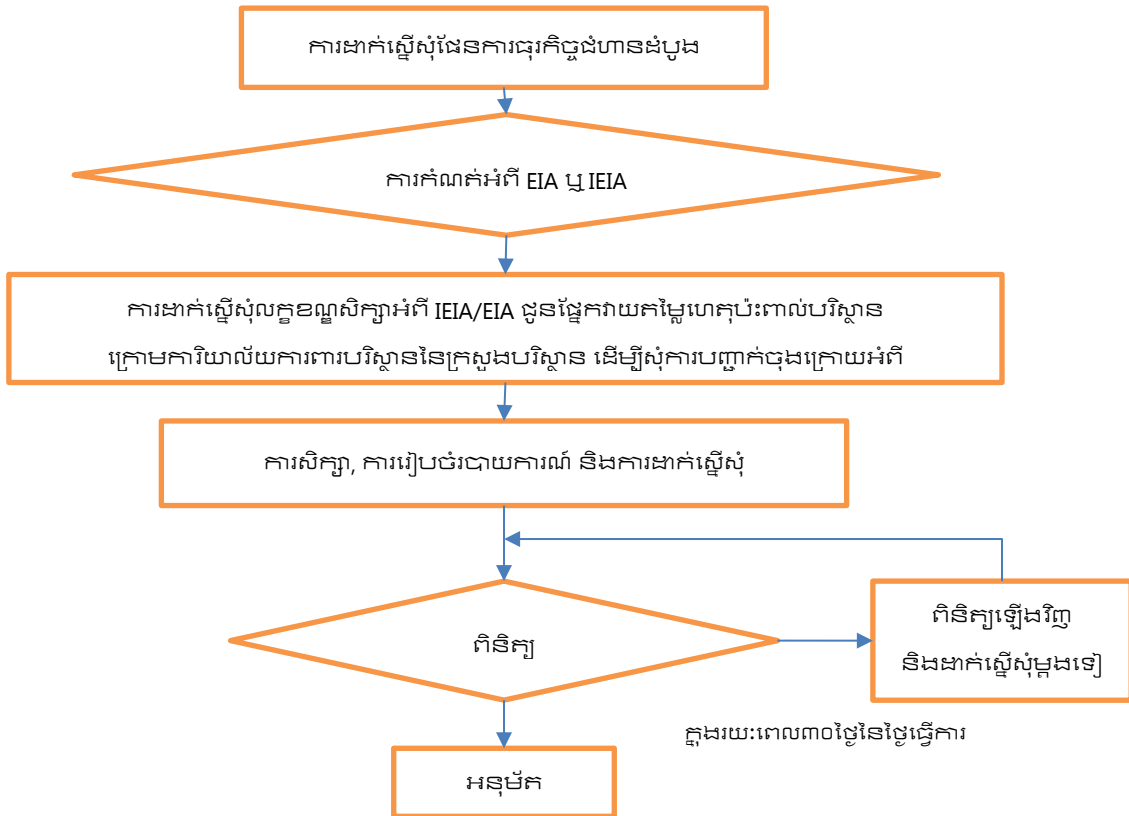 ការដាក់ស្នើសុំផែនការធុរកិច្ចជំហានដំបូង
ការកំណត់អំពី EIA ឬ IEIA
ការដាក់ស្នើសុំលក្ខខណ្ឌសិក្សាអំពី IEIA/EIA ជូនផ្នែកវាយតម្លៃហេតុប៉ះពាល់បរិស្ថាន
ក្រោមការិយាល័យការពារបរិស្ថាននៃក្រសួងបរិស្ថាន ដើម្បីសុំការបញ្ជាក់ចុងក្រោយអំពី
ការសិក្សា, ការរៀបចំរបាយការណ៍ និងការដាក់ស្នើសុំ
ពិនិត្យ
ពិនិត្យឡើងវិញ
និងដាក់ស្នើសុំម្តងទៀ
ក្នុងរយៈពេល៣០ថ្ងៃនៃថ្ងៃធ្វើការ
អនុម័ត